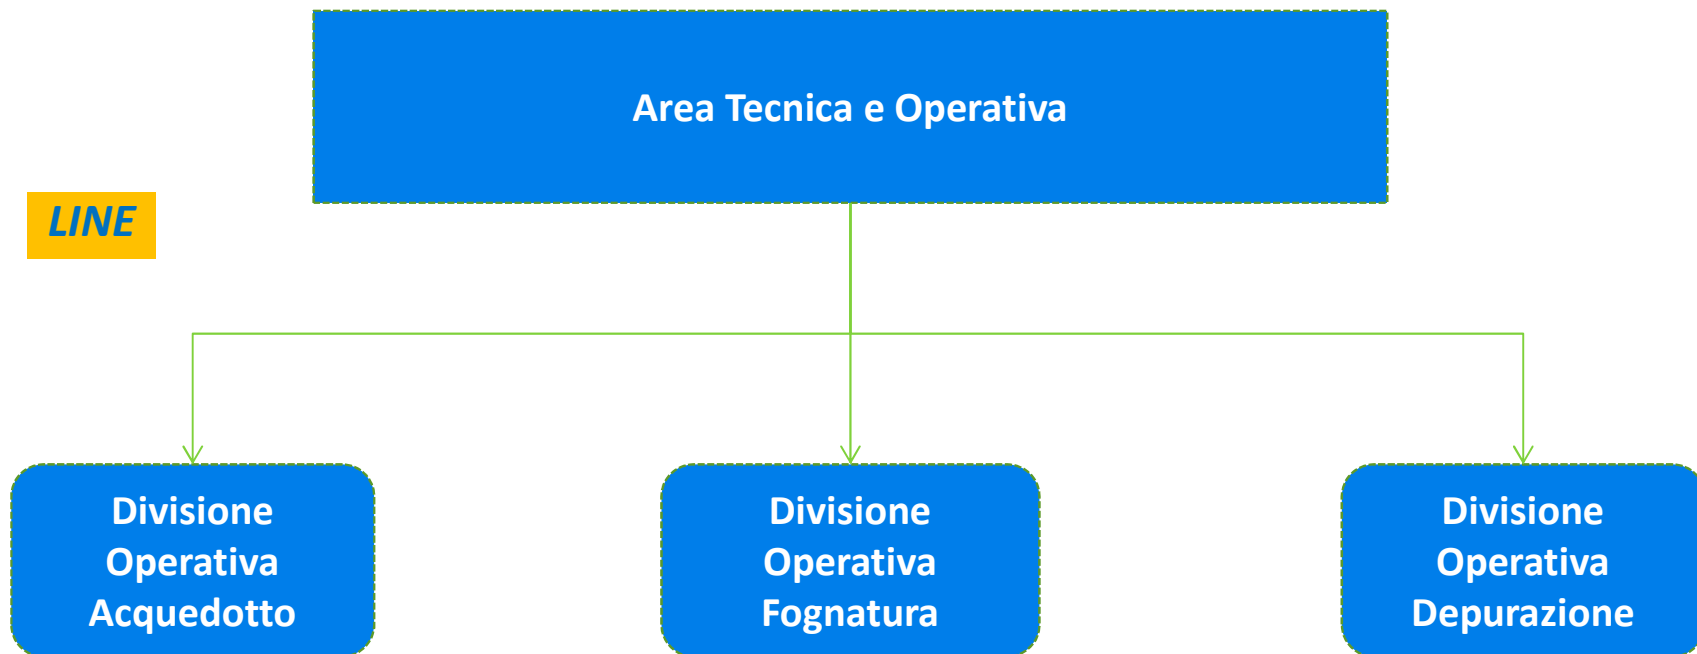 Area Tecnica e Operativa
LINE
Divisione
Operativa
Acquedotto
Divisione
Operativa
Fognatura
Divisione
Operativa
Depurazione